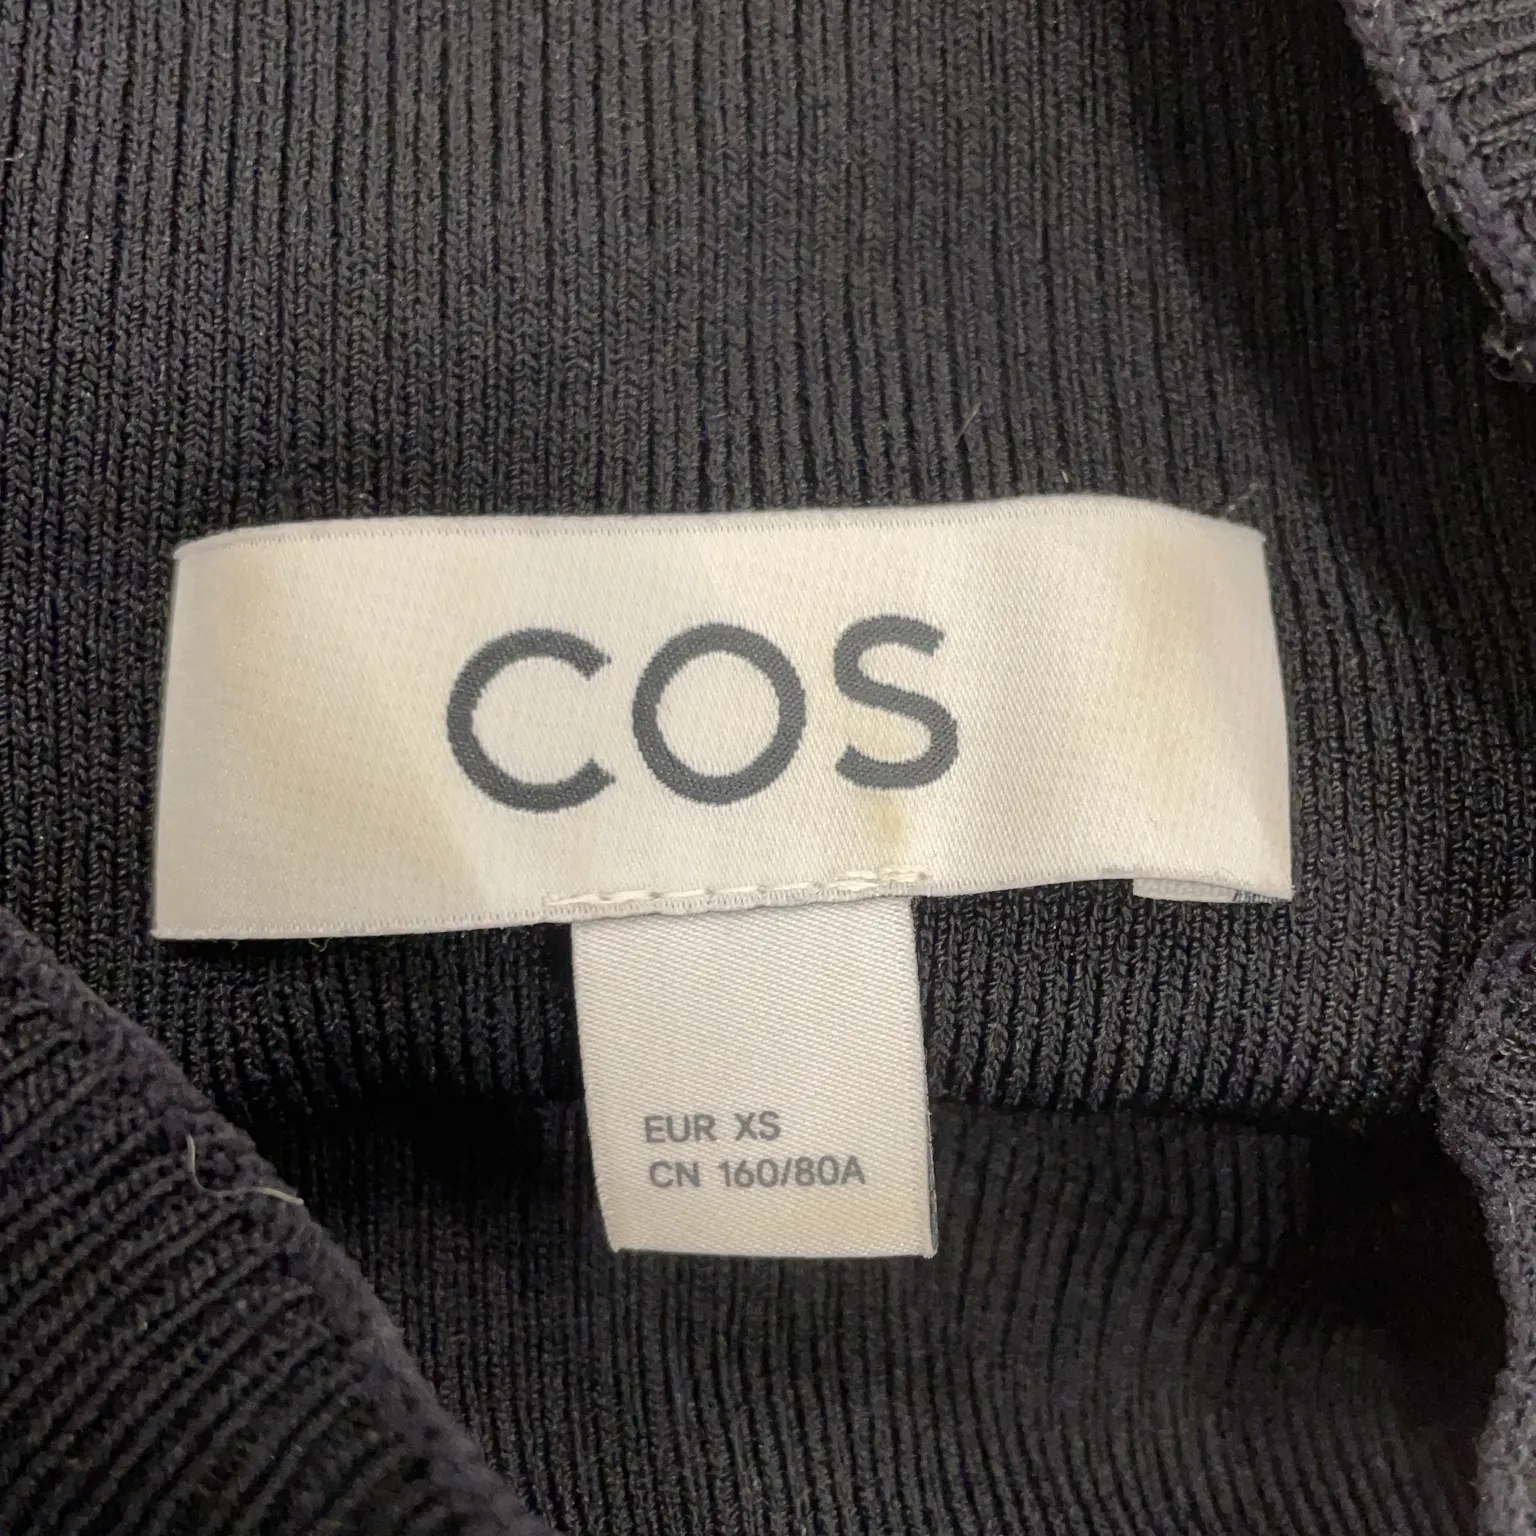 COS
EUR XS
CN 160/80A